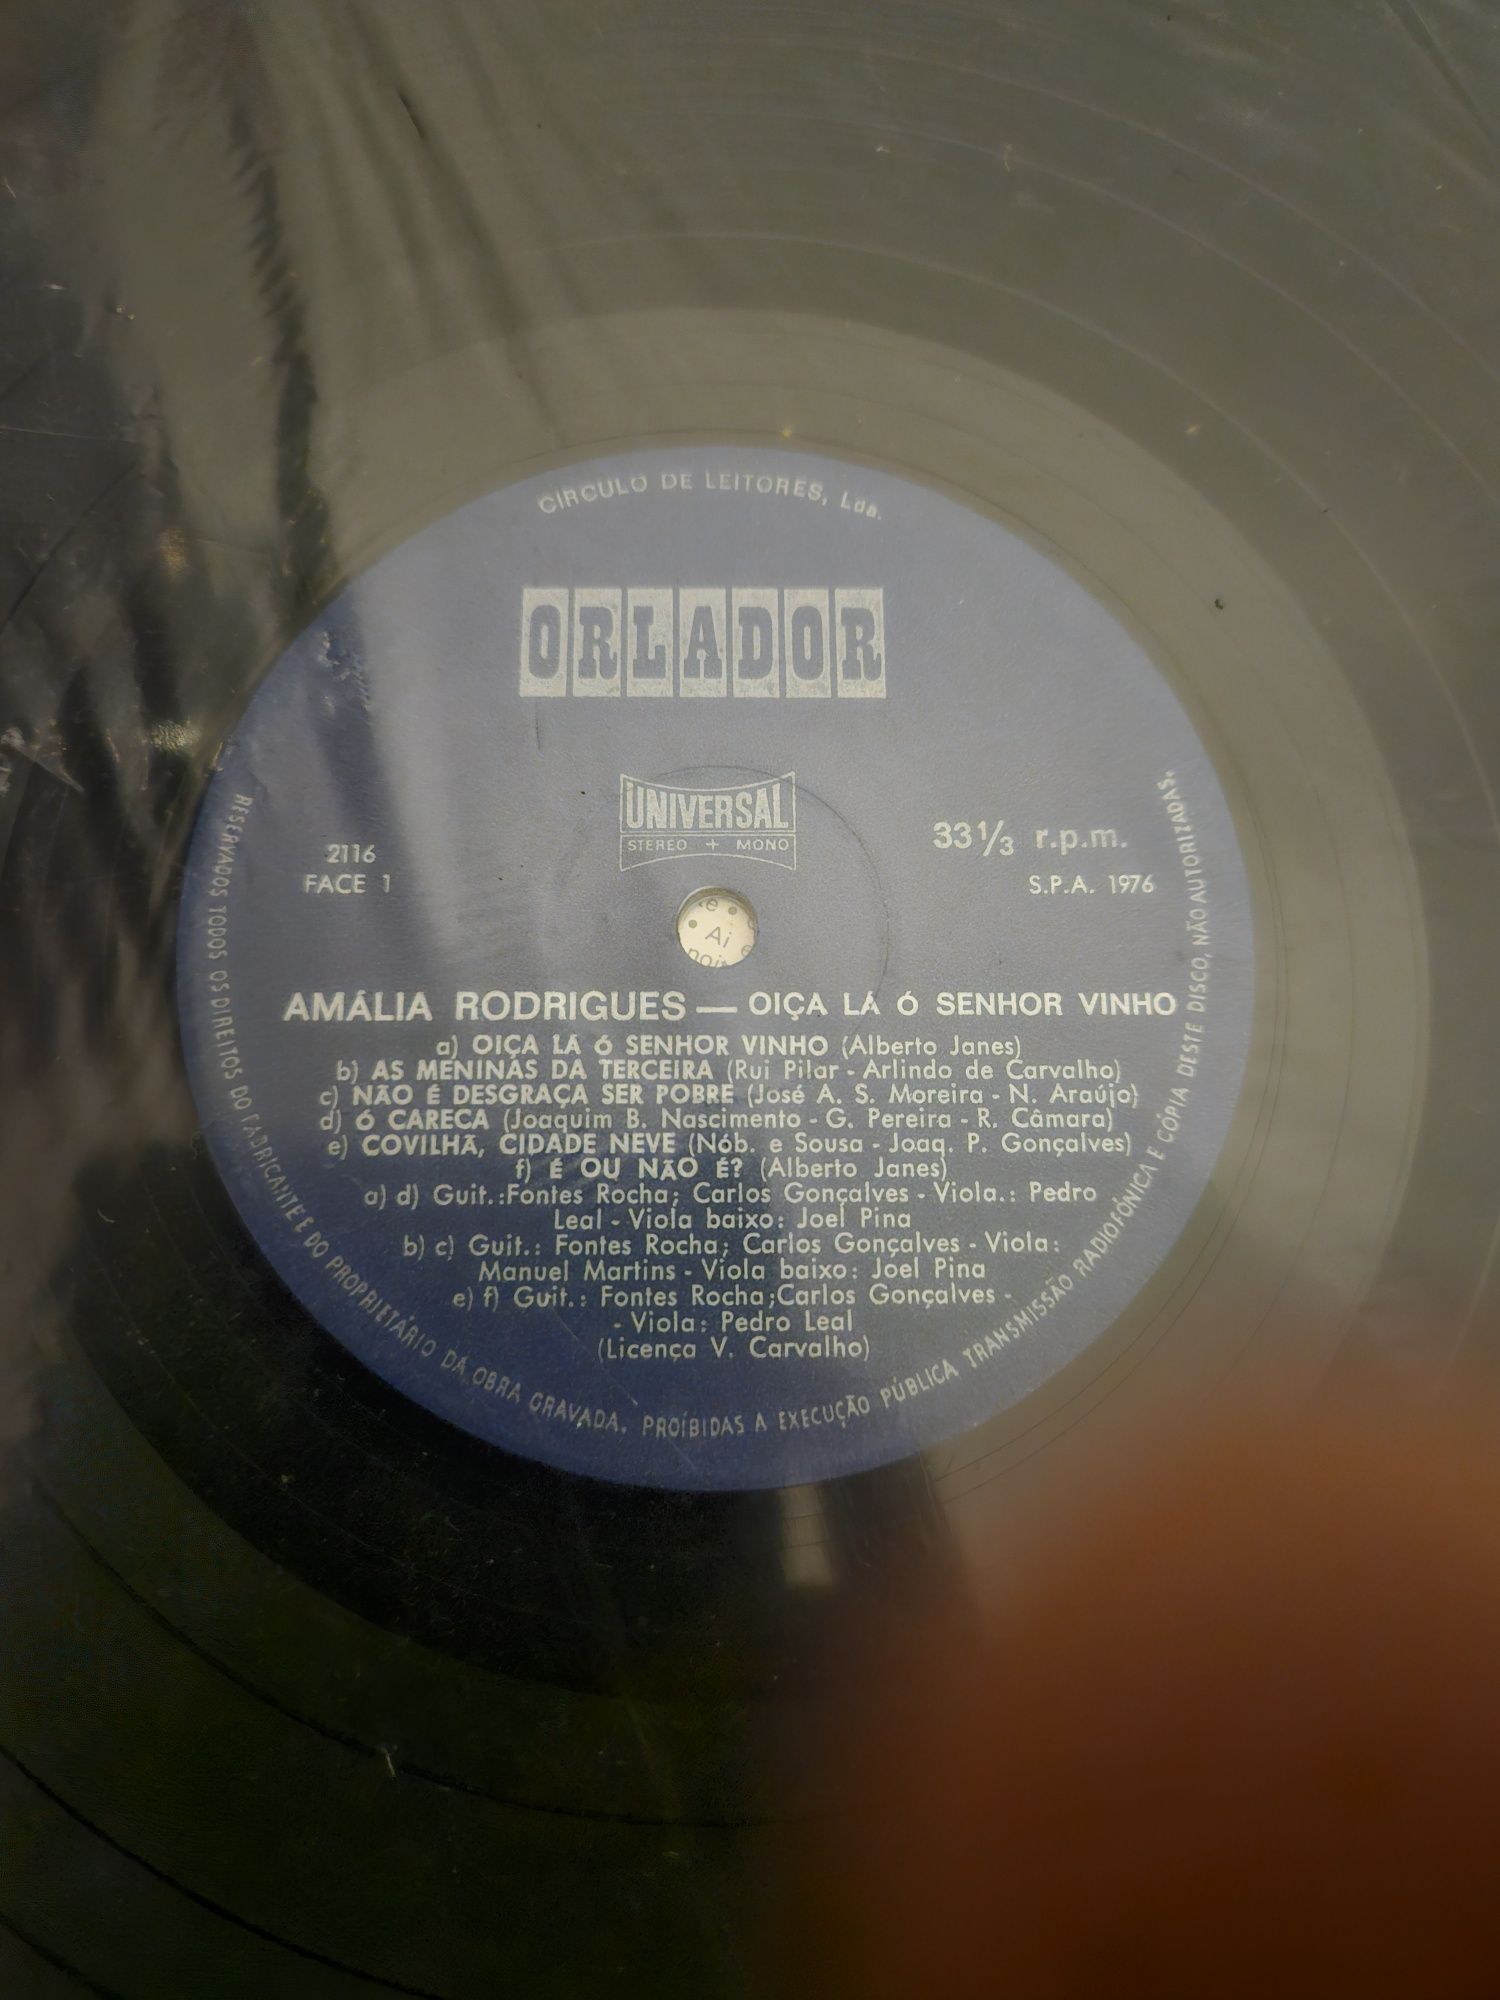 CÍRCULO DE LEITORES, Lda.
ORLADOR
UNIVERSAL
STEREO + MONO
2116
FACE 1
33 1/3 r.p.m.
S.P.A. 1976
Ai
AMÁLIA RODRIGUES — OIÇA LÁ Ó SENHOR VINHO
a) OIÇA LÁ Ó SENHOR VINHO (Alberto Janes)
b) AS MENINAS DA TERCEIRA (Rui Pilar - Arlindo de Carvalho)
c) NÃO É DESGRAÇA SER POBRE (José A. S. Moreira - N. Araújo)
d) Ó CARECA (Joaquim B. Nascimento - G. Pereira - R. Câmara)
e) COVILHÃ, CIDADE NEVE (Nób. e Sousa - Joaq. P. Gonçalves)
f) É OU NÃO É? (Alberto Janes)
a) d) Guit.:Fontes Rocha; Carlos Gonçalves - Viola.: Pedro
Leal - Viola baixo: Joel Pina
b) c) Guit.: Fontes Rocha; Carlos Gonçalves - Viola:
Manuel Martins - Viola baixo: Joel Pina
e) f) Guit.: Fontes Rocha;Carlos Gonçalves -
- Viola: Pedro Leal
(Licença V. Carvalho)
RESERVADOS TODOS OS DIREITOS DO FABRICANTE E DO PROPRIETÁRIO DA OBRA GRAVADA. PROÍBIDAS A EXECUÇÃO PÚBLICA TRANSMISSÃO RADIOFÓNICA E CÓPIA DESTE DISCO, NÃO AUTORIZADAS.